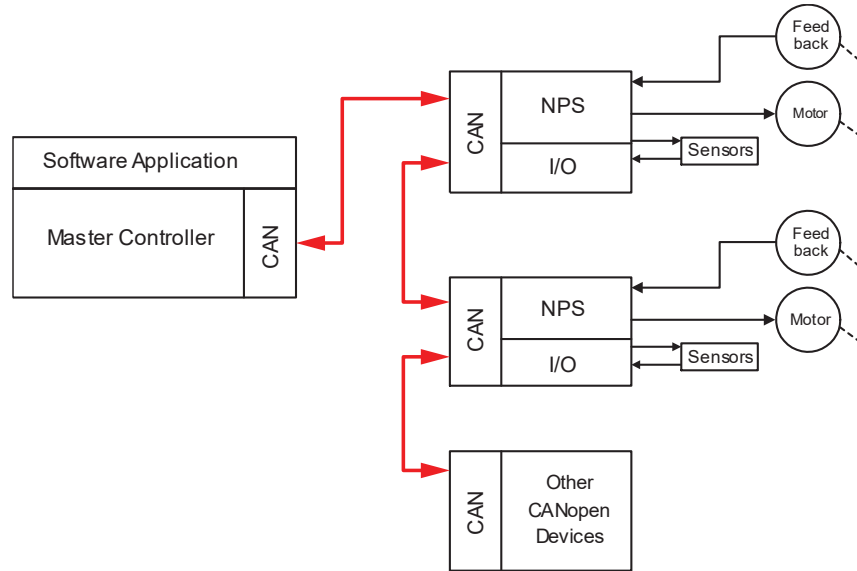 Software Application
Master Controller
CAN
CAN
NPS
I/O
Feed
back
Motor
Sensors
CAN
NPS
I/O
Feed
back
Motor
Sensors
CAN
Other
CANopen
Devices